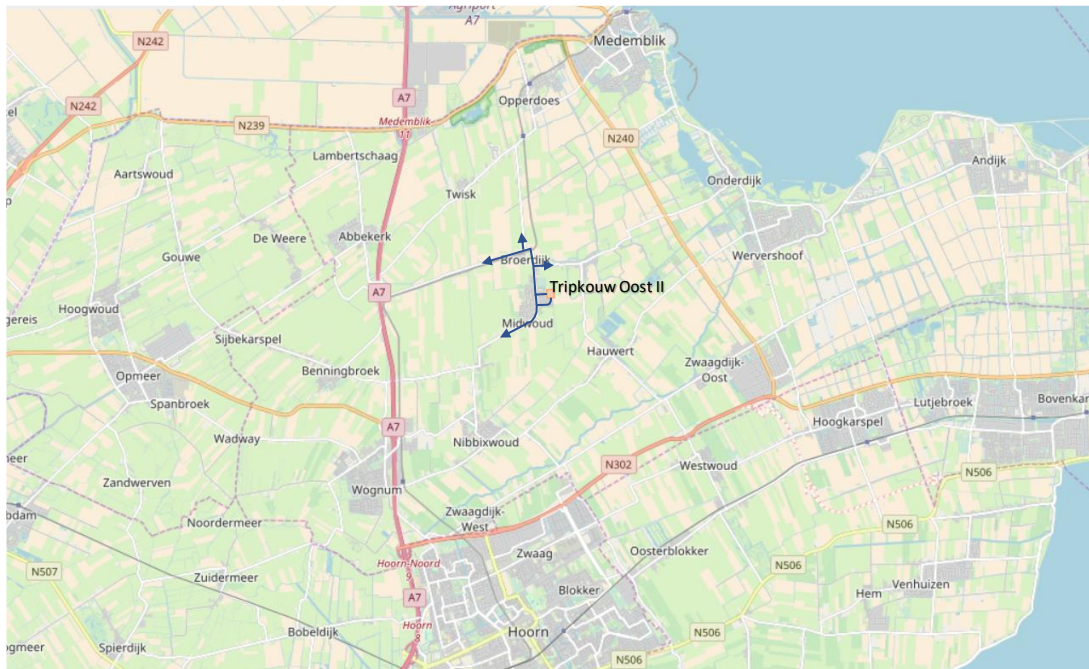 Agriport
A7
N242
Medemblik
A7
N242
Opperdoes
N239
Medemblik
11
N240
Lambertschaag
Andijk
Aartswoud
Twisk
Onderdijk
De Weere
Abbekerk
Wervershoof
Gouwe
Broerdijk
Tripkouw Oost II
A7
Hoogwoud
Midwoud
Sijbekarspel
Hauwert
Zwaagdijk-
Oost
Benningbroek
Opmeer
Spanbroek
Lutjebroek
Bovenkar
Hoogkarspel
A7
Wadway
Nibbixwoud
N302
Westwoud
N506
Zandwerven
Wognum
Noordermeer
Zwaagdijk-
West
N506
Zwaag
Oosterblokker
Hoorn-Noord
9
N507
Zuidermeer
N506
Venhuizen
Blokker
Hem
A7
Hoorn
8
Bobeldijk
Hoorn
N506
Spierdijk
N506